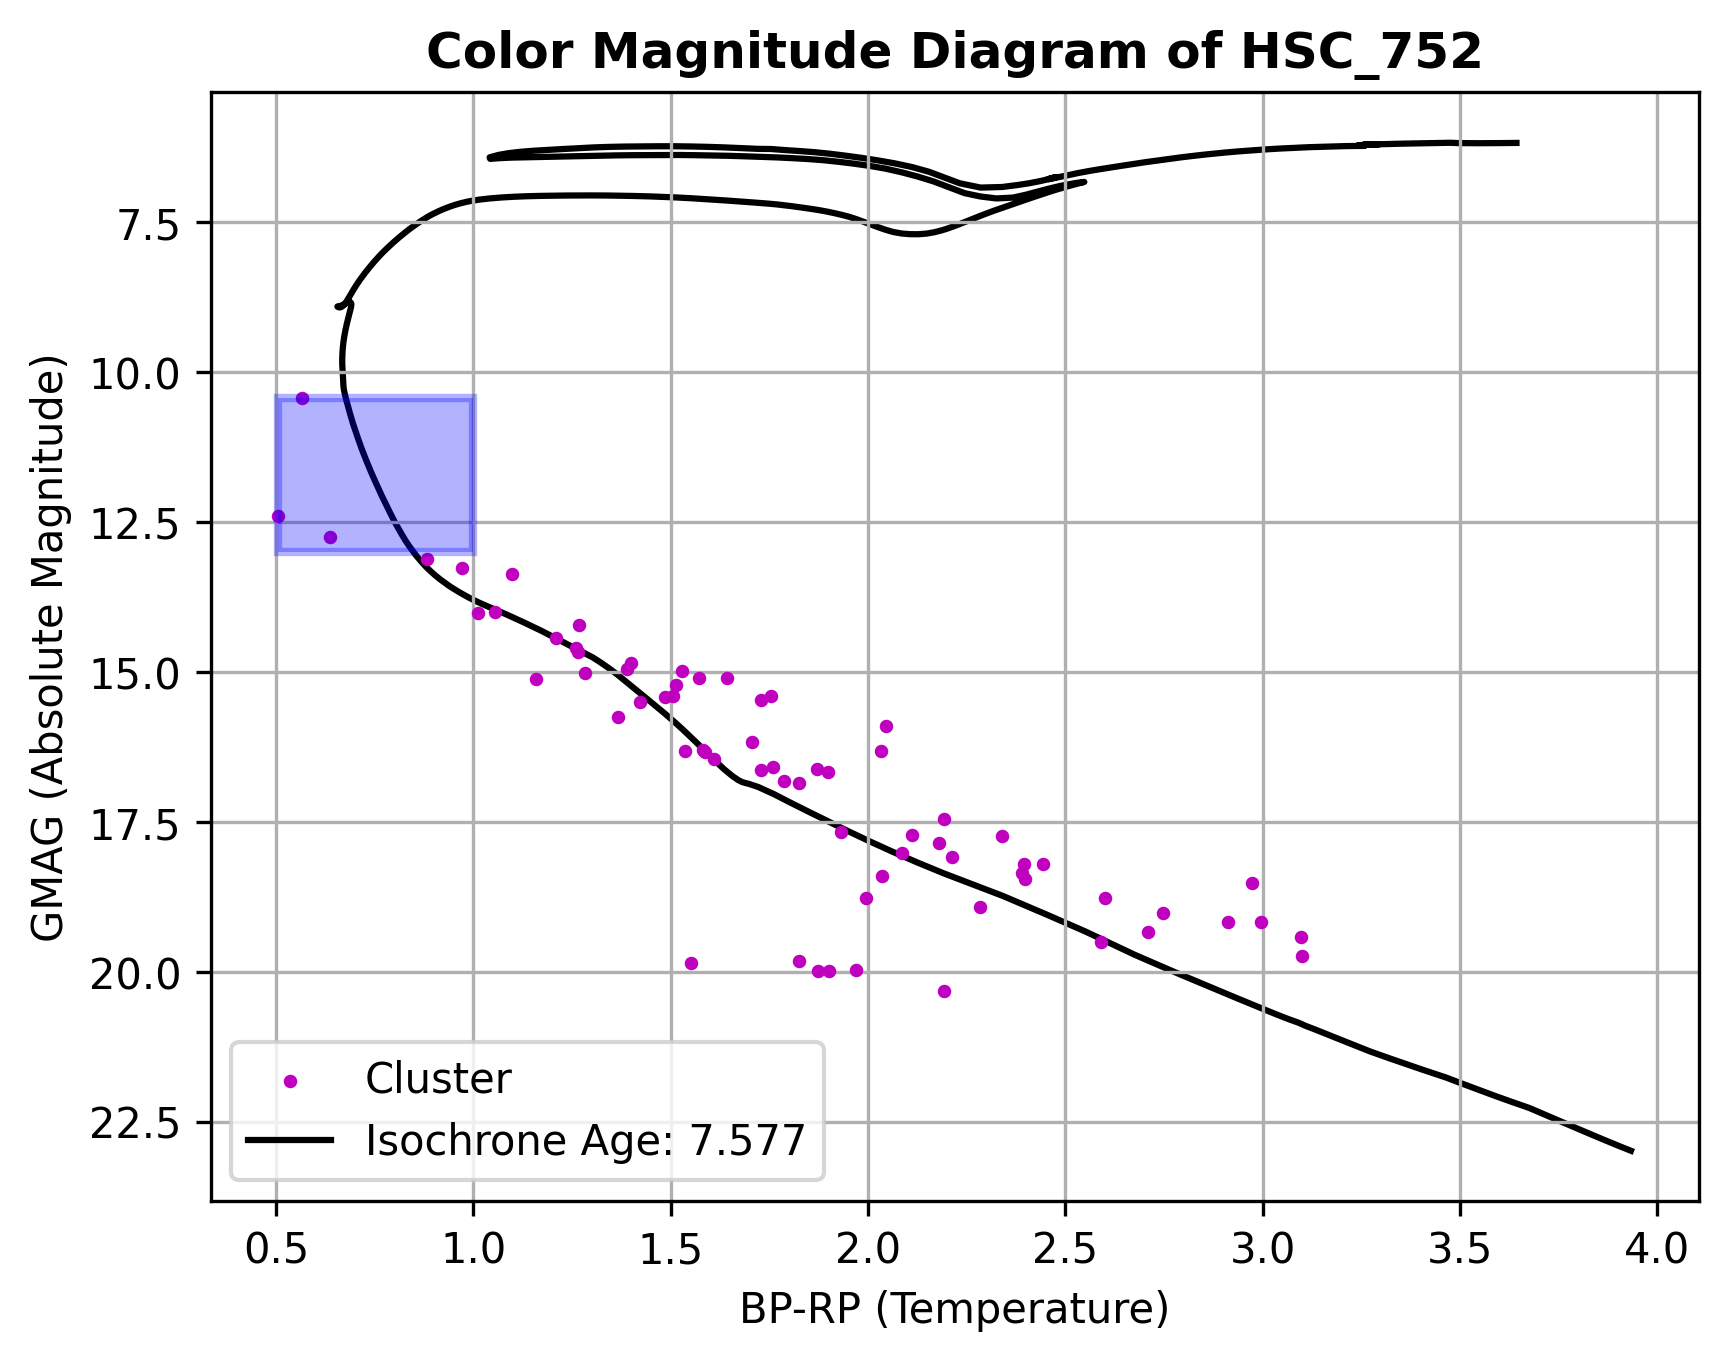 Color Magnitude Diagram of HSC_752
GMAG (Absolute Magnitude)
7.5
10.0
12.5
15.0
17.5
20.0
22.5
Cluster
Isochrone Age: 7.577
0.5 1.0 1.5 2.0 2.5 3.0 3.5 4.0
BP-RP (Temperature)